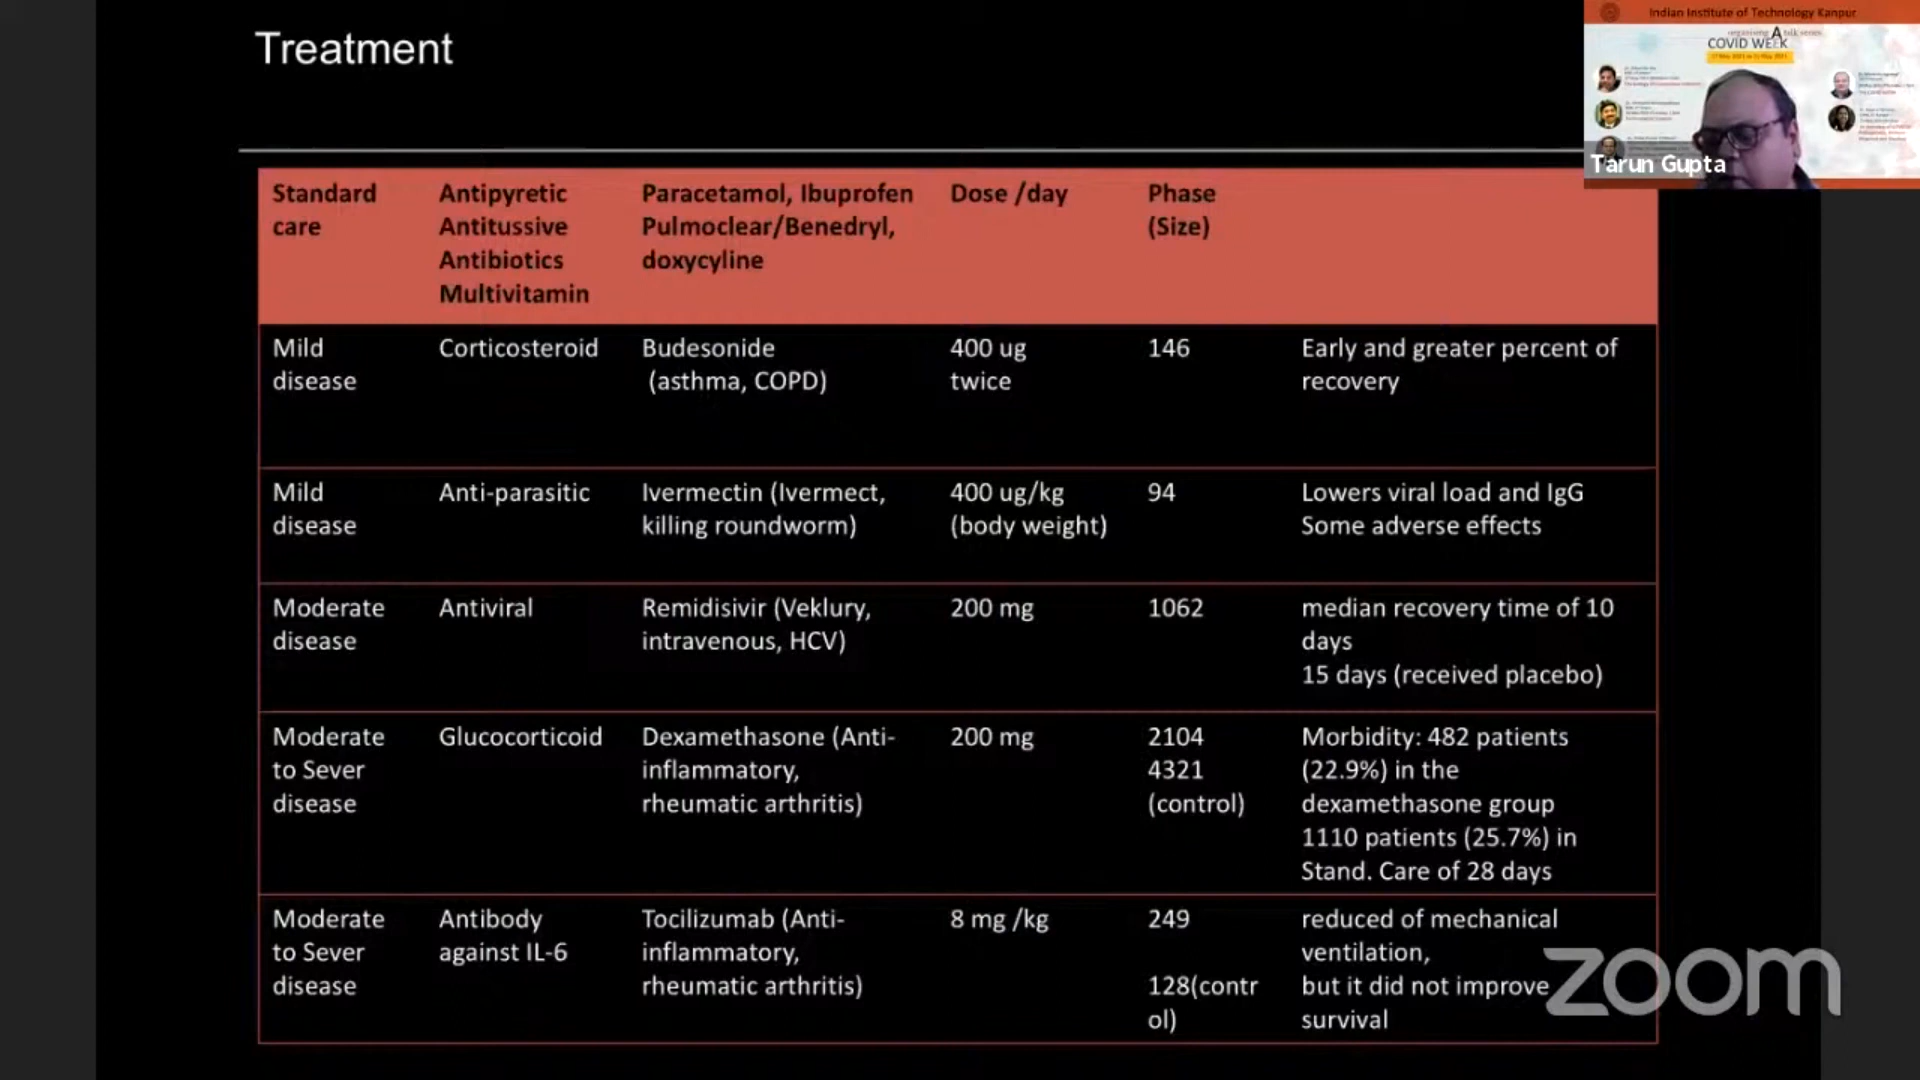 Treatment
Indian Institute of Technology Kanpur
COVID WEEK
Tarun Gupta
Standard care
Antipyretic
Antitussive
Antibiotics
Multivitamin
Paracetamol, Ibuprofen
Pulmoclear/Benedryl,
doxycyline
Dose /day
Phase
(Size)
Mild
disease
Corticosteroid
Budesonide
(asthma, COPD)
400 ug
twice
146
Early and greater percent of
recovery
Mild
disease
Anti-parasitic
Ivermectin (Ivermect,
killing roundworm)
400 ug/kg
(body weight)
94
Lowers viral load and IgG
Some adverse effects
Moderate
disease
Antiviral
Remidisivir (Veklury,
intravenous, HCV)
200 mg
1062
median recovery time of 10
days
15 days (received placebo)
Moderate
to Sever
disease
Glucocorticoid
Dexamethasone (Anti-
inflammatory,
rheumatic arthritis)
200 mg
2104
4321
(control)
Morbidity: 482 patients
(22.9%) in the
dexamethasone group
1110 patients (25.7%) in
Stand. Care of 28 days
Moderate
to Sever
disease
Antibody
against IL-6
Tocilizumab (Anti-
inflammatory,
rheumatic arthritis)
8 mg /kg
249
128(contr
ol)
reduced of mechanical
ventilation,
but it did not improve
survival
zoom